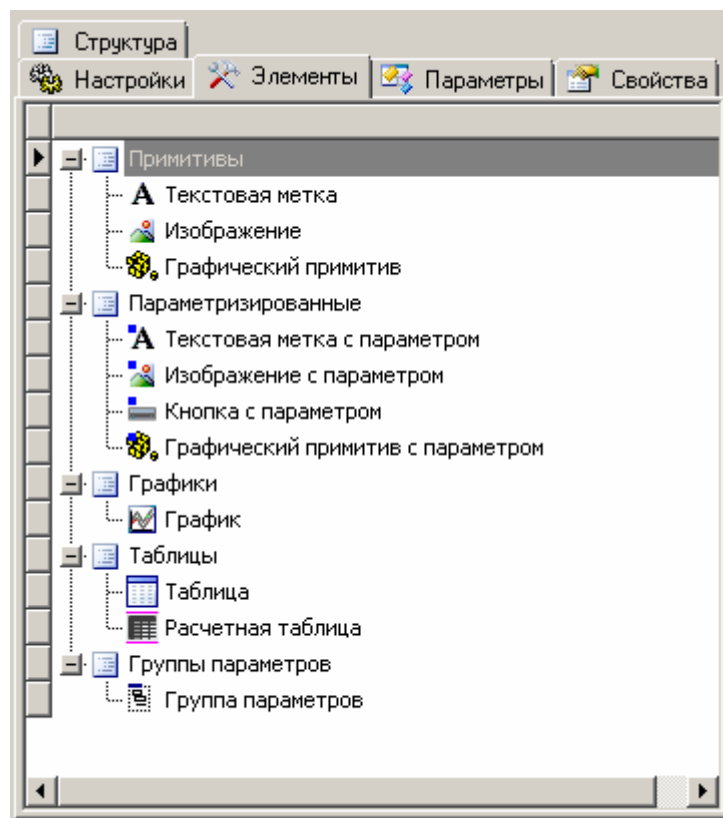 Структура
Настройки Элементы Параметры Свойства
Примитивы
Текстовая метка
Изображение
Графический примитив
Параметризированные
Текстовая метка с параметром
Изображение с параметром
Кнопка с параметром
Графический примитив с параметром
Графики
График
Таблицы
Таблица
Расчетная таблица
Группы параметров
Группа параметров